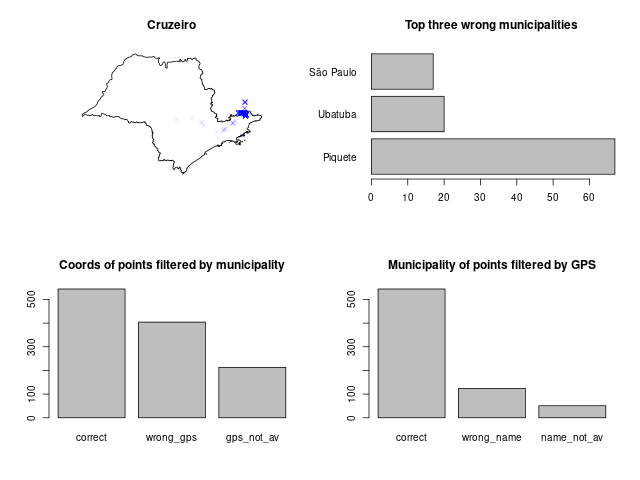 Cruzeiro
Top three wrong municipalities
São Paulo
Ubatuba
Piquete
0 10 20 30 40 50 60
Coords of points filtered by municipality
500
300
100
0
correct wrong_gps gps_not_av
Municipality of points filtered by GPS
500
300
100
0
correct wrong_name name_not_av